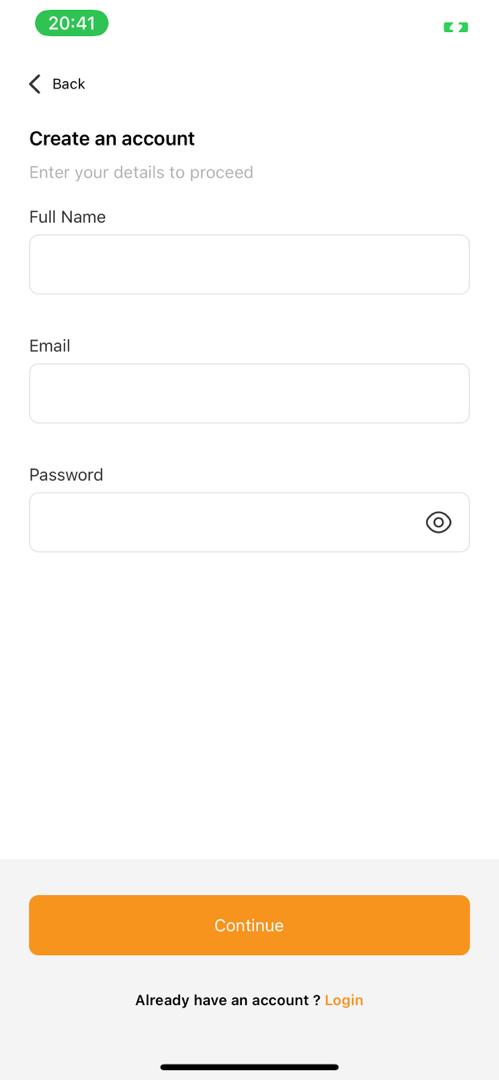 20:41
Back
Create an account
Enter your details to proceed
Full Name
Email
Password
Continue
Already have an account ? Login